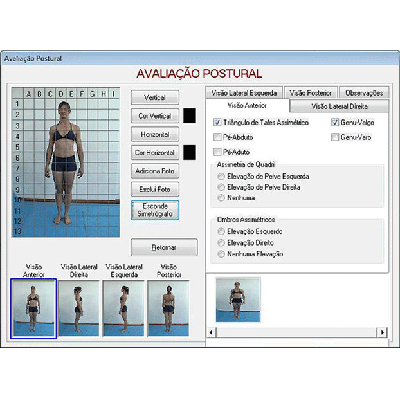 Avaliação Postural
AVALIAÇÃO POSTURAL
A B C D E F G H I
1
2
3
4
5
6
7
8
9
10
11
12
13
Vertical
Cor Vertical
Horizontal
Cor Horizontal
Adiciona Foto
Exclui Foto
Esconde
Simetrógrafo
Retornar
Visão Lateral Esquerda
Visão Posterior
Observações
Visão Anterior
Visão Lateral Direita
Triângulo de Tales Assimétrico
Genu-Valgo
Pé-Abduto
Genu-Varo
Pé-Aduto
Assimetria de Quadril
Elevação de Pelve Esquerda
Elevação de Pelve Direita
Nenhuma
Ombros Assimétricos
Elevação Esquerdo
Elevação Direito
Nenhuma Elevação
Visão
Anterior
Visão Lateral
Direita
Visão Lateral
Esquerda
Visão
Posterior